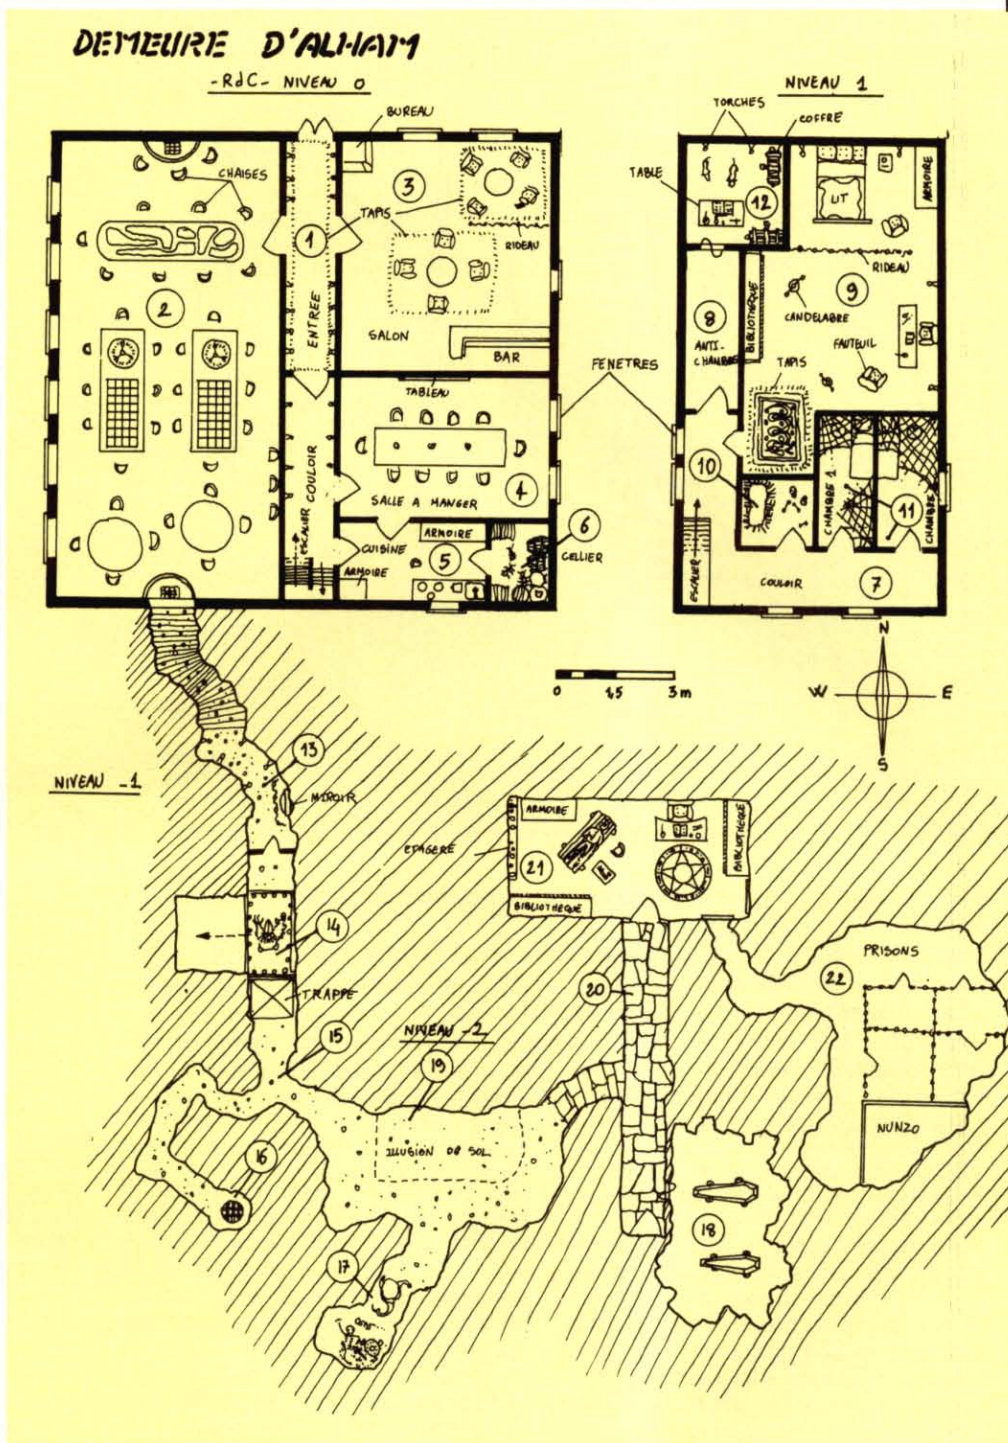 DEMEURE D'ALHAM
-RdC- NIVEAU 0
BUREAU
CHAISES
3
TAPIS
1
RIDEAU
ENTREE
2
SALON
BAR
TABLEAU
ESCALIER COULOIR
SALLE A MANGER
4
CUISINE
ARMOIRE
5
ARMOIRE
6
CELLIER
FENETRES
NIVEAU 1
TORCHES
COFFRE
TABLE
12
LIT
ARMOIRE
RIDEAU
8
ANTI-
CHAMBRE
BIBLIOTHEQUE
9
CANDELABRE
FAUTEUIL
TAPIS
10
CHAMBRE 1
11
CHAMBRE
ESCALIER
COULOIR
7
0 1,5 3m
N
W E
S
NIVEAU -1
13
MIROIR
14
TRAPPE
15
16
17
NIVEAU -2
19
ILLUSION DE SOL
ETAGERE
ARMOIRE
21
BIBLIOTHEQUE
BIBLIOTHEQUE
20
18
PRISONS
22
NUNZO